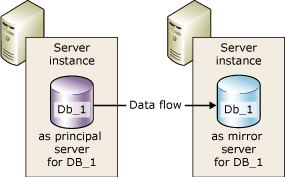 Server
instance
Db_1
as principal
server
for DB_1
Data flow
Server
instance
Db_1
as mirror
server
for DB_1